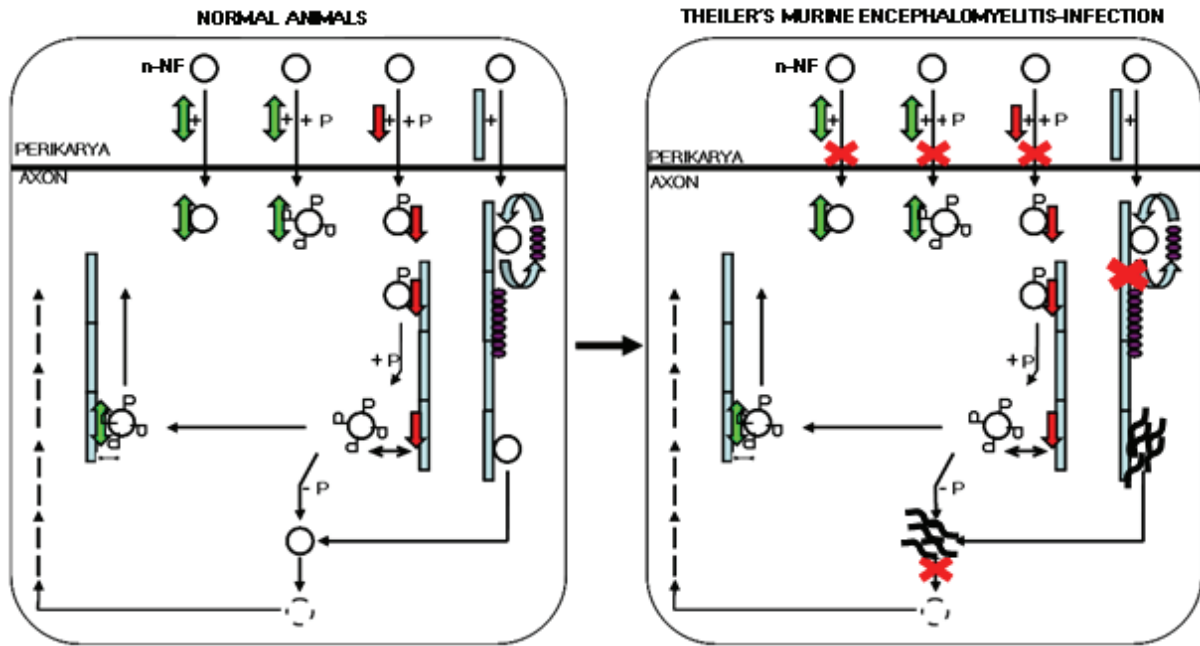 NORMAL ANIMALS
n-NF
+ + + P + + P +
PERIKARYA
AXON
P P P P
P
P
+ P
P P P P
P P P P
- P
THEILER'S MURINE ENCEPHALOMYELITIS-INFECTION
n-NF
+ + + P + + P +
PERIKARYA
AXON
P P P P
P
P
+ P
P P P P
P P P P
- P